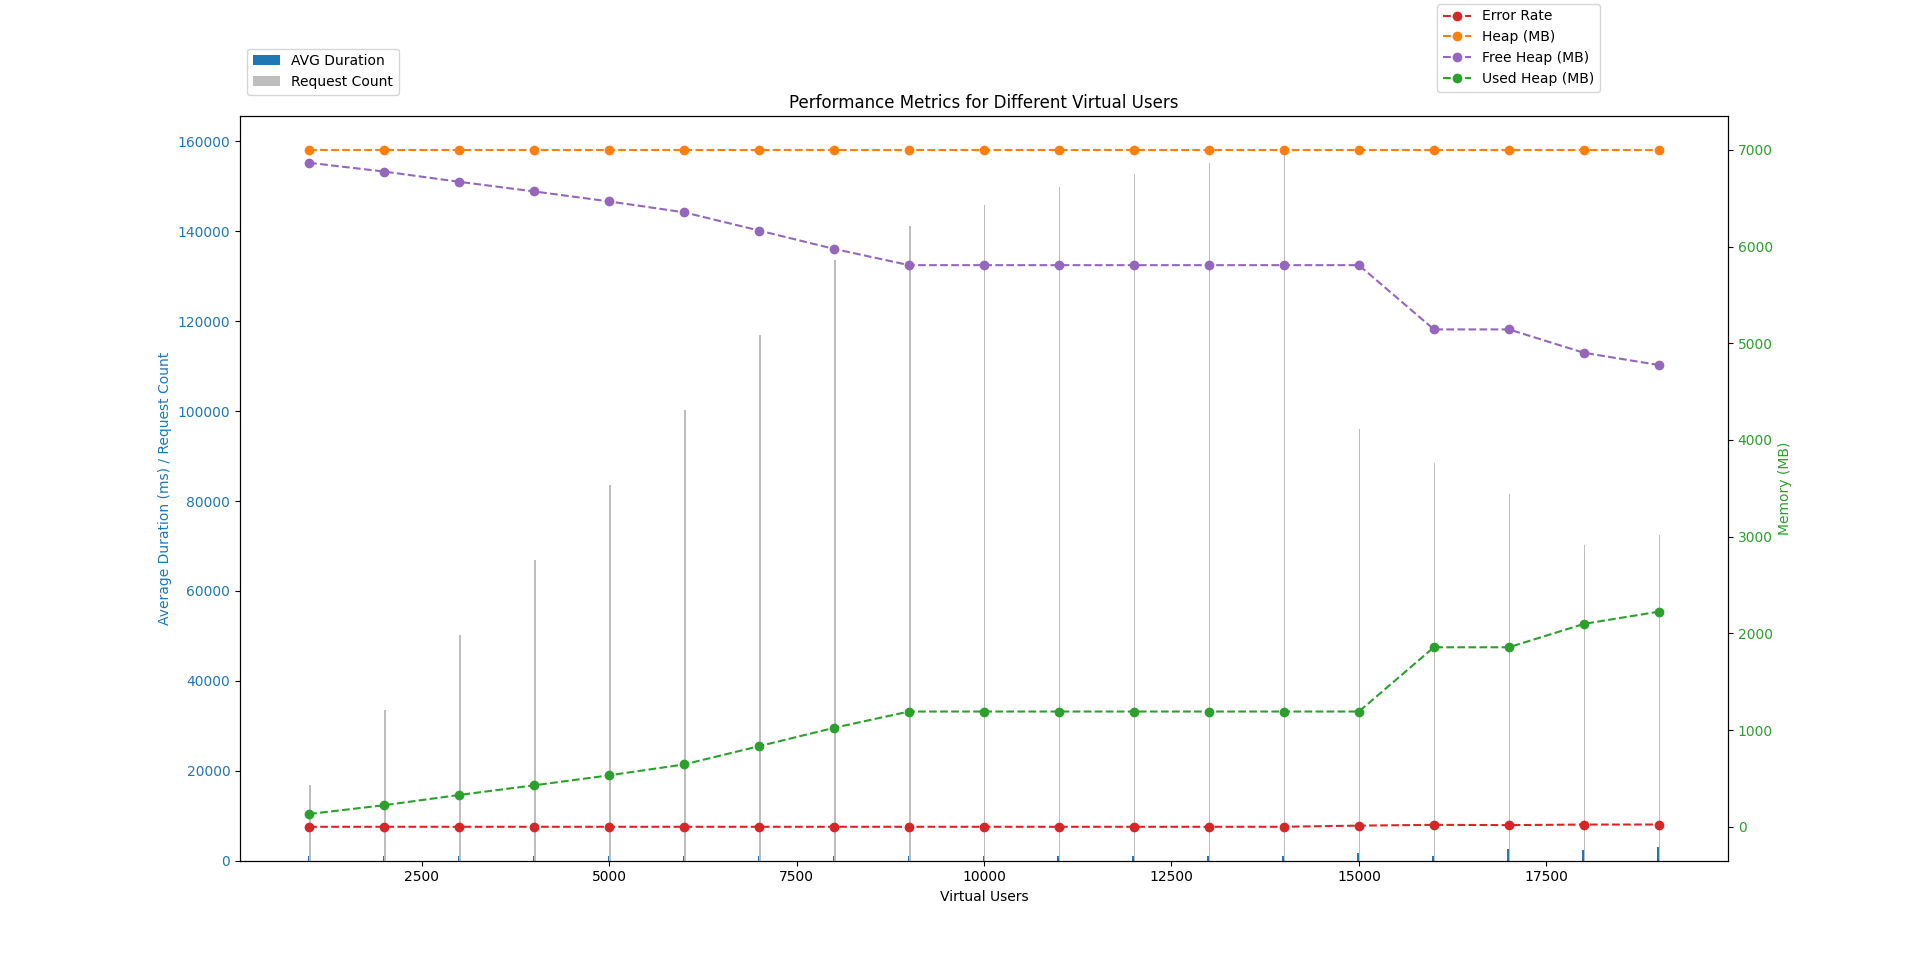 Error Rate
Heap (MB)
Free Heap (MB)
Used Heap (MB)
AVG Duration
Request Count
Performance Metrics for Different Virtual Users
160000
140000
120000
100000
80000
60000
40000
20000
0
Average Duration (ms) / Request Count
7000
6000
5000
4000
3000
2000
1000
0
Memory (MB)
2500
5000
7500
10000
12500
15000
17500
Virtual Users